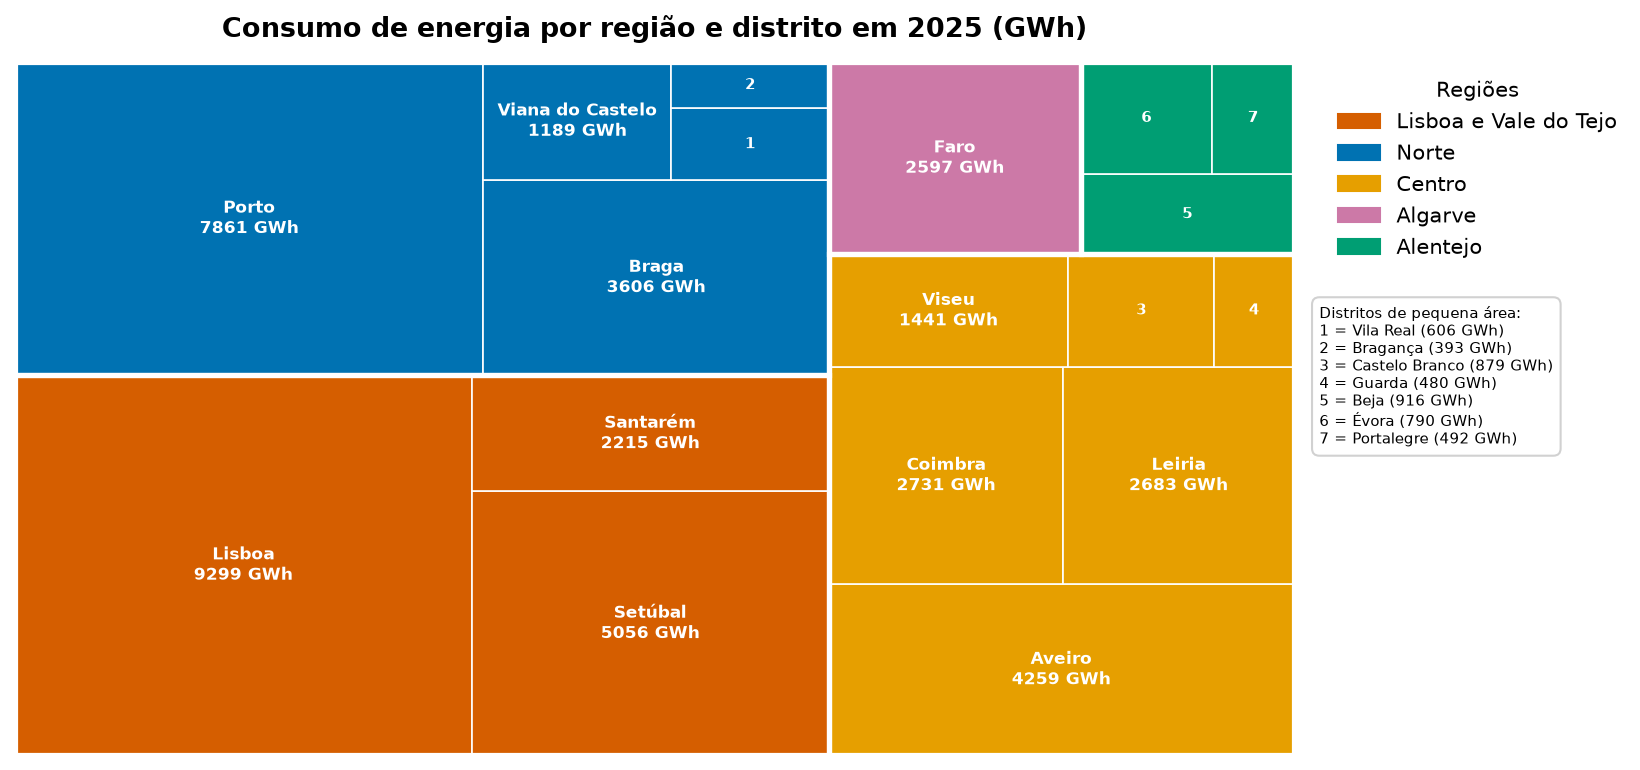 Consumo de energia por região e distrito em 2025 (GWh)
Porto
7861 GWh
Viana do Castelo
1189 GWh
2
1
Braga
3606 GWh
Lisboa
9299 GWh
Santarém
2215 GWh
Setúbal
5056 GWh
Faro
2597 GWh
6
7
5
Viseu
1441 GWh
3
4
Coimbra
2731 GWh
Leiria
2683 GWh
Aveiro
4259 GWh
Regiões
Lisboa e Vale do Tejo
Norte
Centro
Algarve
Alentejo
Distritos de pequena área:
1 = Vila Real (606 GWh)
2 = Bragança (393 GWh)
3 = Castelo Branco (879 GWh)
4 = Guarda (480 GWh)
5 = Beja (916 GWh)
6 = Évora (790 GWh)
7 = Portalegre (492 GWh)